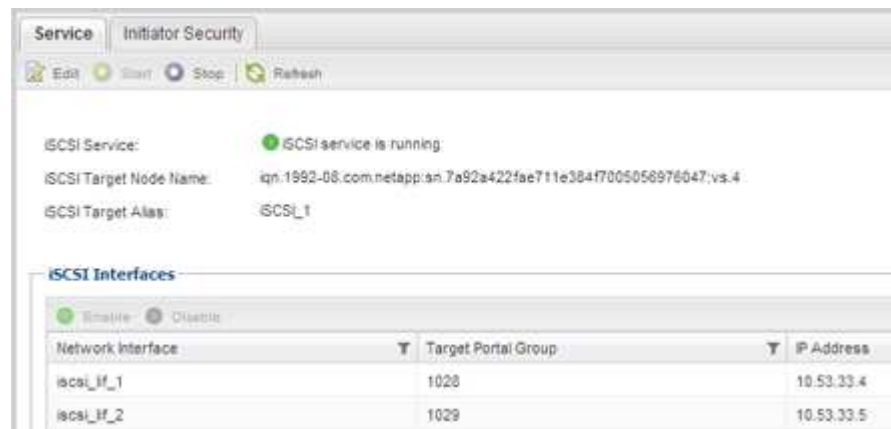 Service Initiator Security
Edit Start Stop Refresh
iSCSI Service: iSCSI service is running
iSCSI Target Node Name: iqn.1992-08.com.netapp:sn.7a92a422fae711e384f7005056976047:vs.4
iSCSI Target Alias: iSCSI_1
iSCSI Interfaces
Enable Disable
Network Interface Target Portal Group IP Address
iscsi_lif_1 1028 10.53.33.4
iscsi_lif_2 1029 10.53.33.5